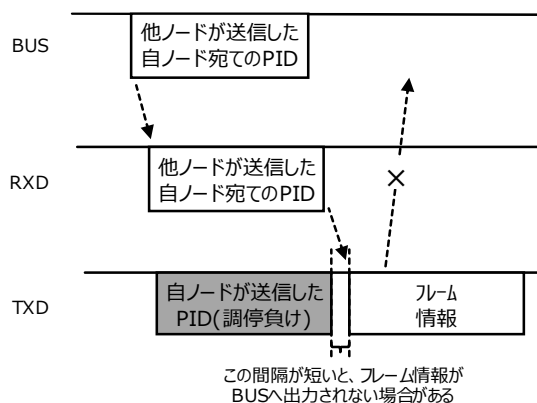 BUS
他ノードが送信した
自ノード宛てのPID
RXD
他ノードが送信した
自ノード宛てのPID
×
TXD
自ノードが送信した
PID(調停負け)
フレーム
情報
この間隔が短いと、フレーム情報が
BUSへ出力されない場合がある